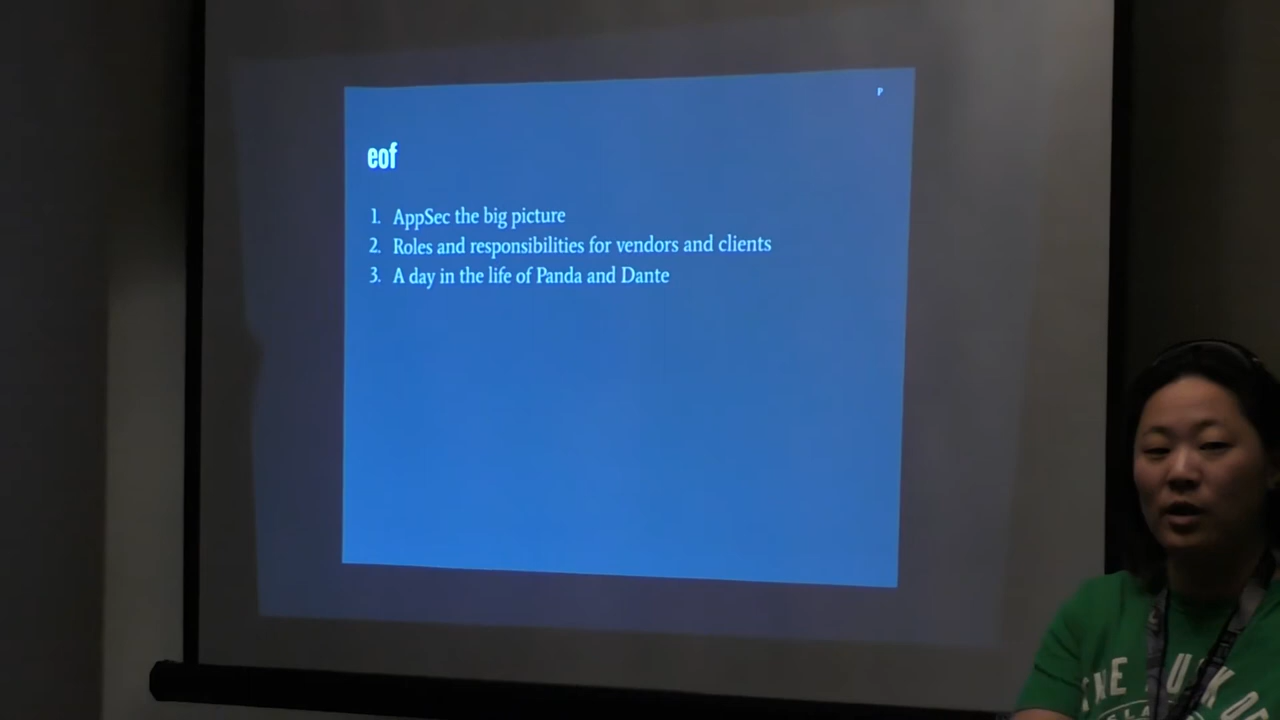 P
eof
1. AppSec the big picture
2. Roles and responsibilities for vendors and clients
3. A day in the life of Panda and Dante
THE